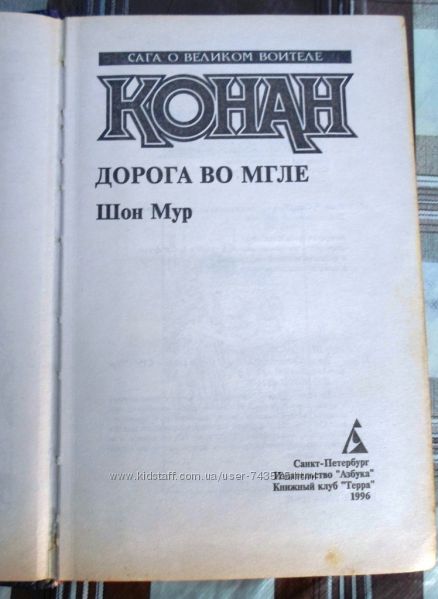 САГА О ВЕЛИКОМ ВОИТЕЛЕ
КОНАН
ДОРОГА ВО МГЛЕ
Шон Мур
Санкт-Петербург
Издательство "Азбука"
Книжный клуб "Терра"
1996